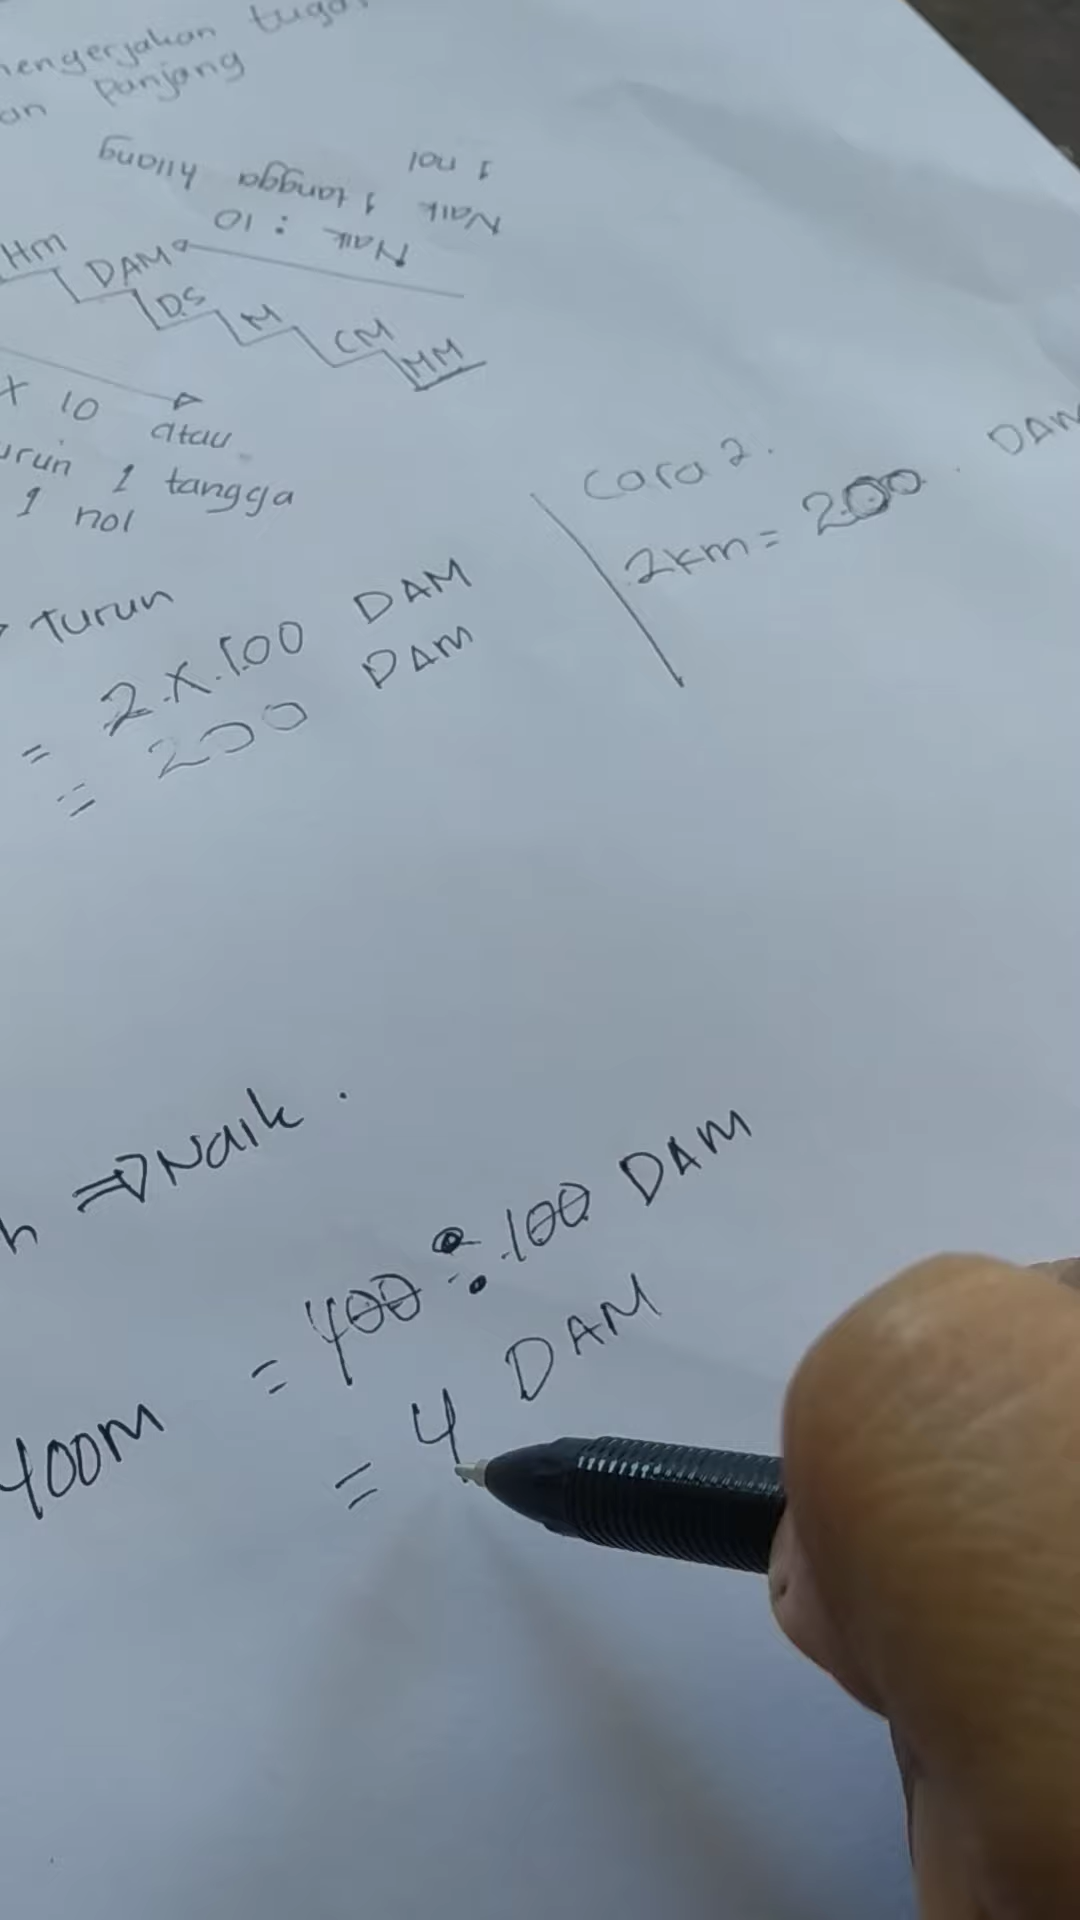 mengerjakan tugas
an Panjang
Naik : 10
Naik 1 tangga hilang
1 nol
Hm
DAM
DS
M
CM
MM
x 10 atau
urun 1 tangga
1 nol
Turun
= 2 x 100 DAM
= 200 DAM
Cara 2.
2km = 200 DAM
h ⇒ Naik.
400m = 400 : 100 DAM
= 4 DAM